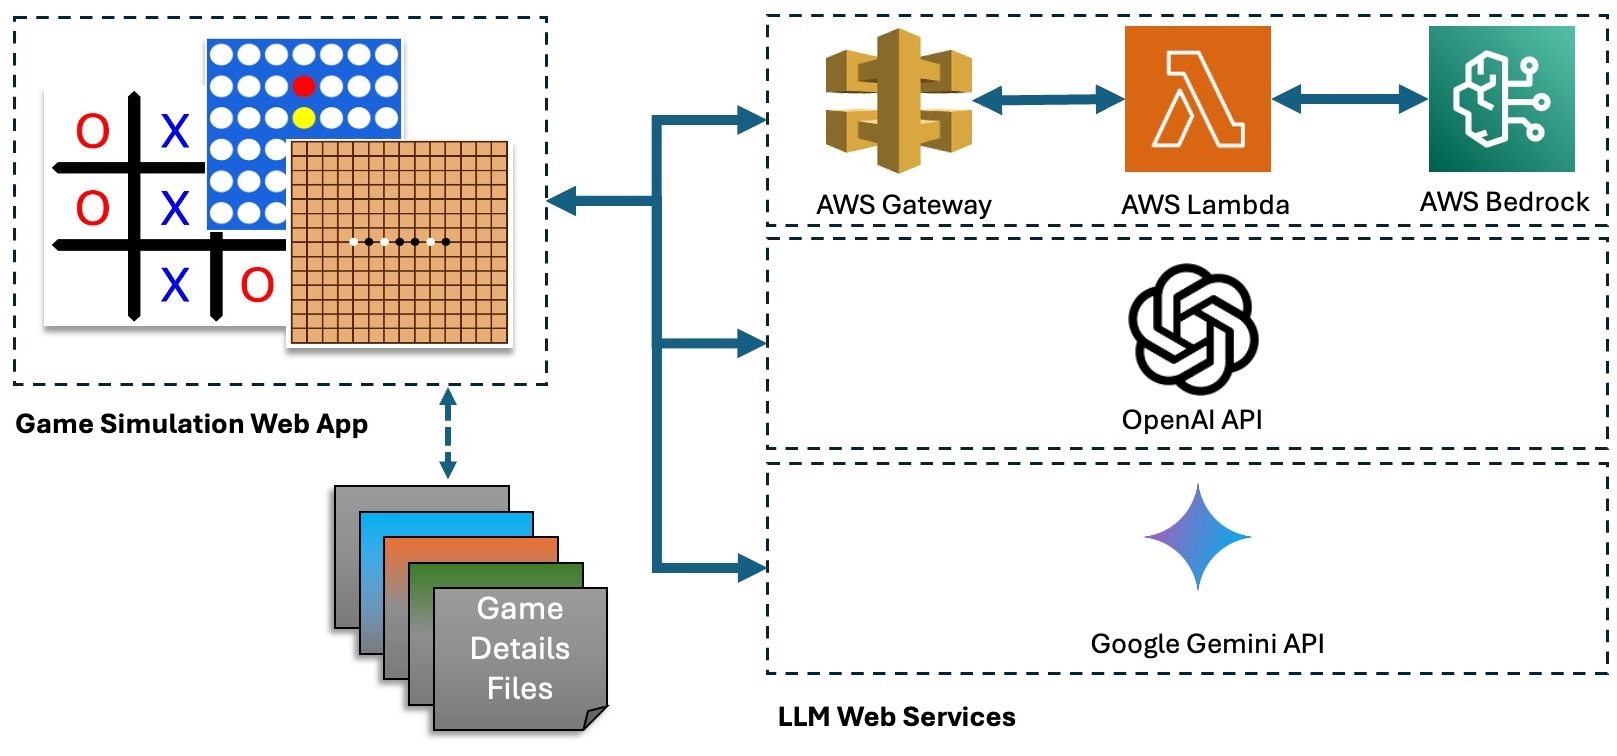 O X
O X
X O
Game Simulation Web App
Game
Details
Files
AWS Gateway
AWS Lambda
AWS Bedrock
OpenAI API
Google Gemini API
LLM Web Services